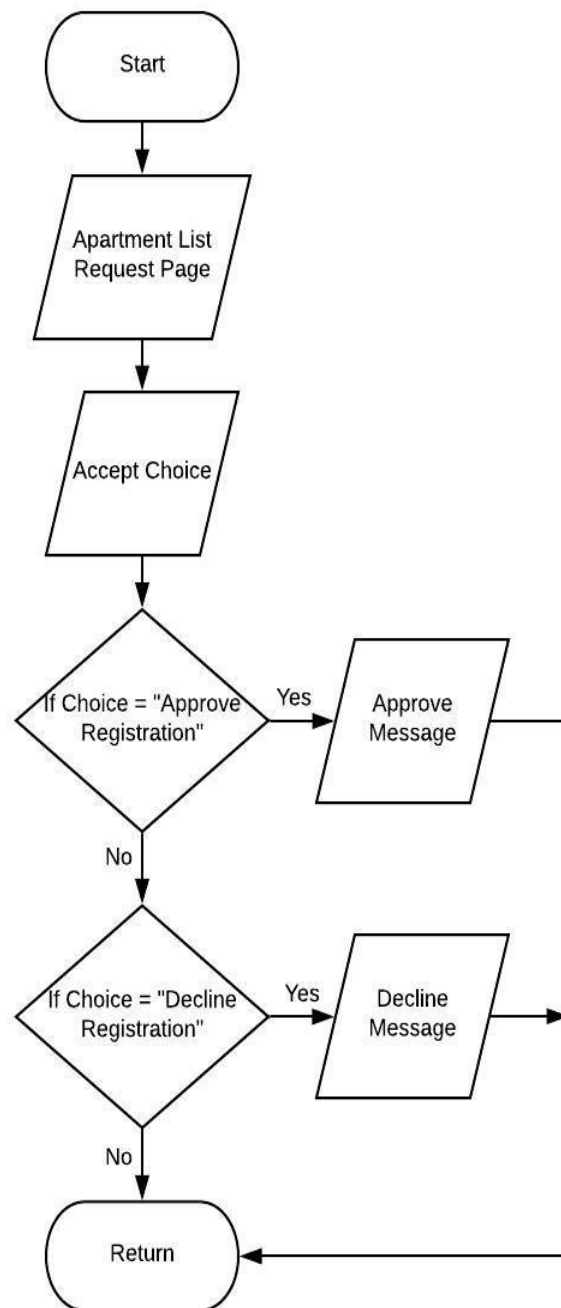 Start
Apartment List
Request Page
Accept Choice
If Choice = "Approve
Registration"
Yes
Approve
Message
No
If Choice = "Decline
Registration"
Yes
Decline
Message
No
Return